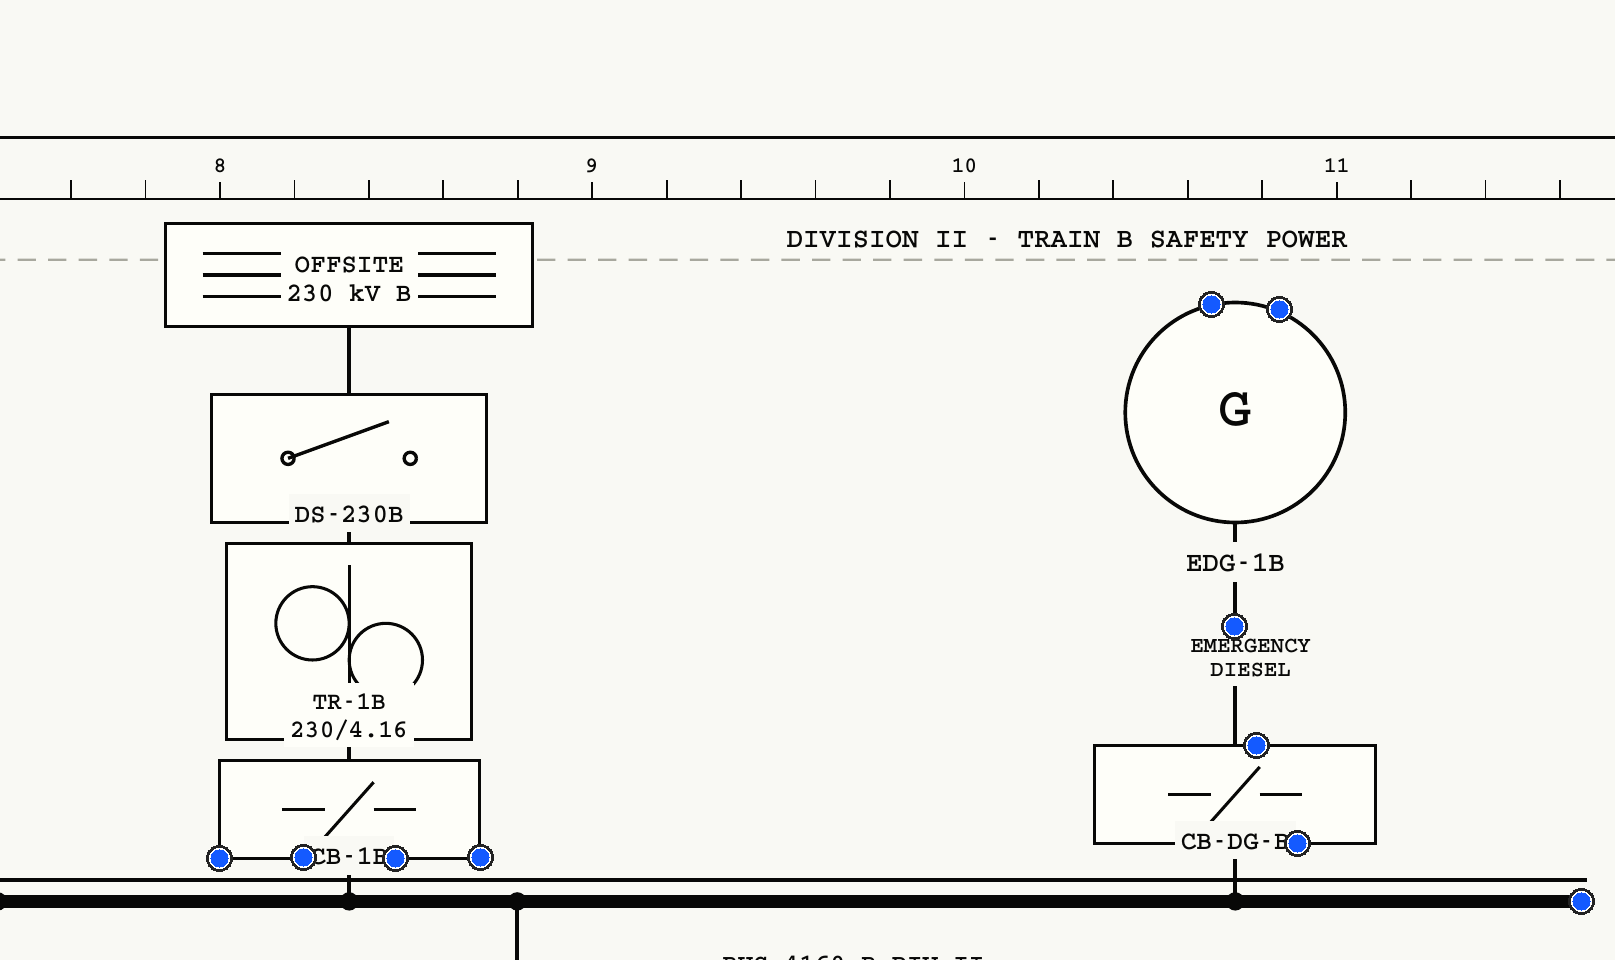 8 9 10 11
DIVISION II - TRAIN B SAFETY POWER
OFFSITE
230 kV B
G
DS-230B
EDG-1B
EMERGENCY
DIESEL
TR-1B
230/4.16
CB-DG-B
CB-1B